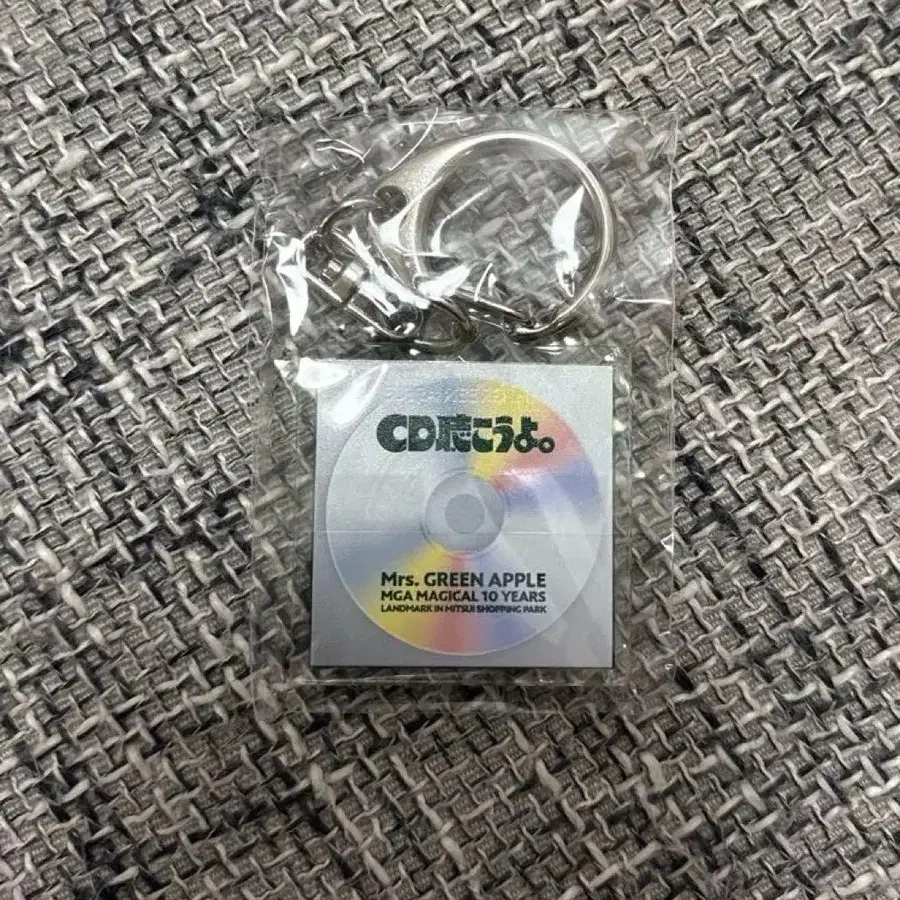 CD聴こうよ。
Mrs. GREEN APPLE
MGA MAGICAL 10 YEARS
LANDMARK IN MITSUI SHOPPING PARK